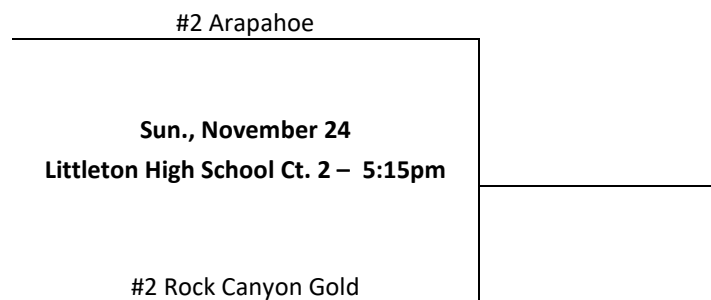 #2 Arapahoe
Sun., November 24
Littleton High School Ct. 2 – 5:15pm
#2 Rock Canyon Gold